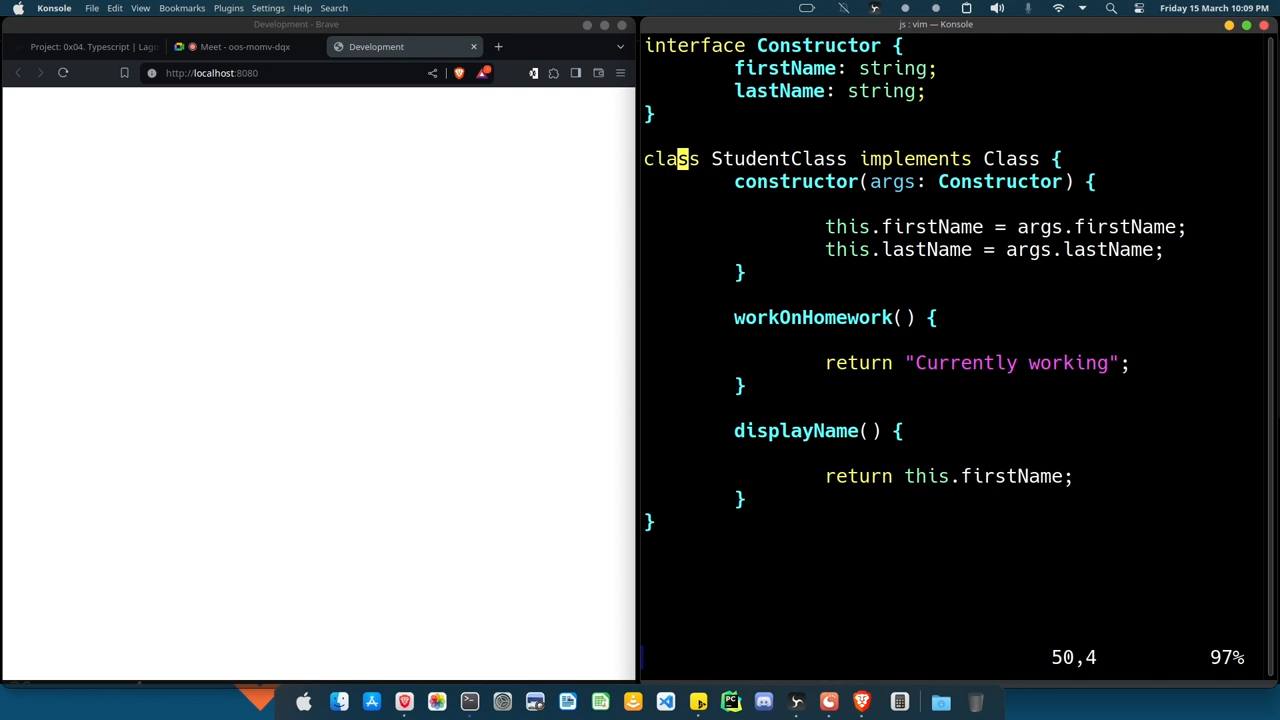 Konsole File Edit View Bookmarks Plugins Settings Help Search Friday 15 March 10:09 PM
Development - Brave
Project: 0x04. Typescript | Lago
Meet - oos-momv-dqx
Development
http://localhost:8080
js : vim — Konsole
interface Constructor {
firstName: string;
lastName: string;
}
class StudentClass implements Class {
constructor(args: Constructor) {
this.firstName = args.firstName;
this.lastName = args.lastName;
}
workOnHomework() {
return "Currently working";
}
displayName() {
return this.firstName;
}
}
50,4 97%